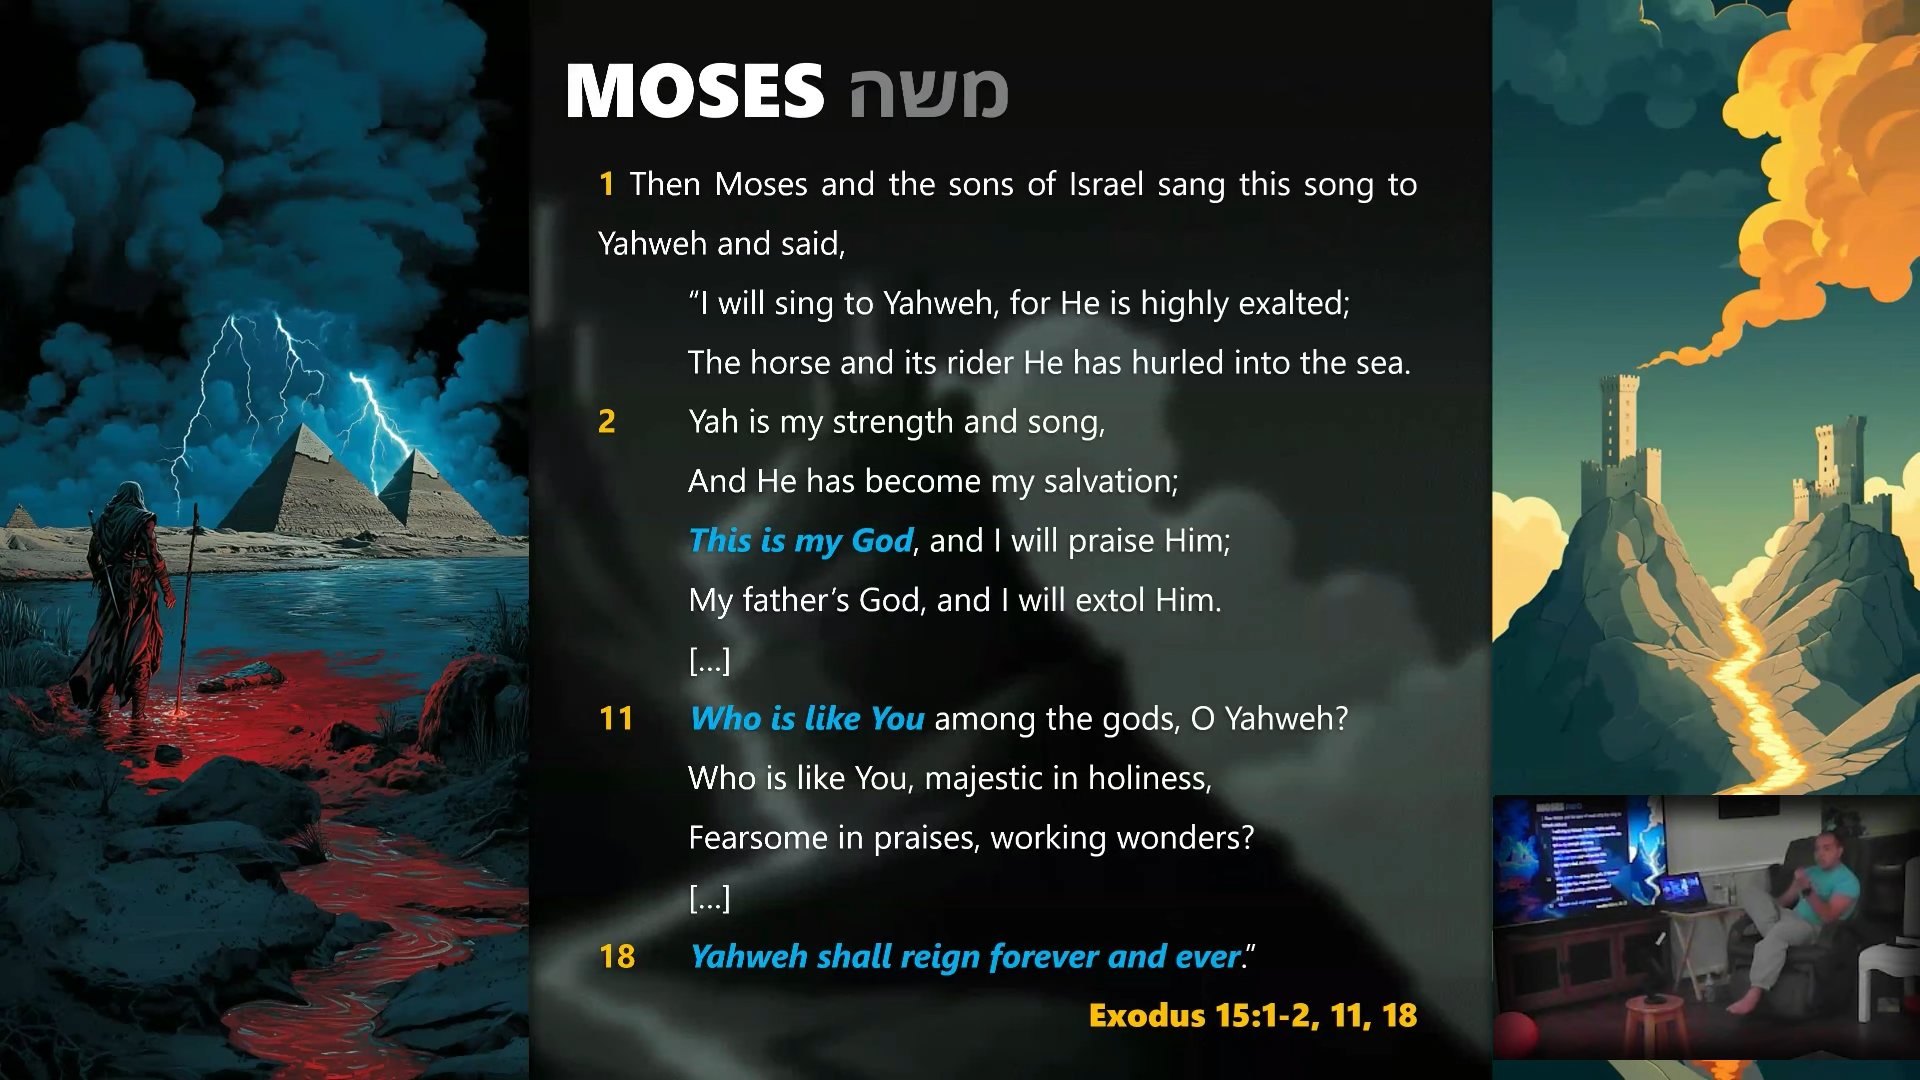 MOSES משה
1 Then Moses and the sons of Israel sang this song to
Yahweh and said,
“I will sing to Yahweh, for He is highly exalted;
The horse and its rider He has hurled into the sea.
2 Yah is my strength and song,
And He has become my salvation;
This is my God, and I will praise Him;
My father’s God, and I will extol Him.
[...]
11 Who is like You among the gods, O Yahweh?
Who is like You, majestic in holiness,
Fearsome in praises, working wonders?
[...]
18 Yahweh shall reign forever and ever.”
Exodus 15:1-2, 11, 18